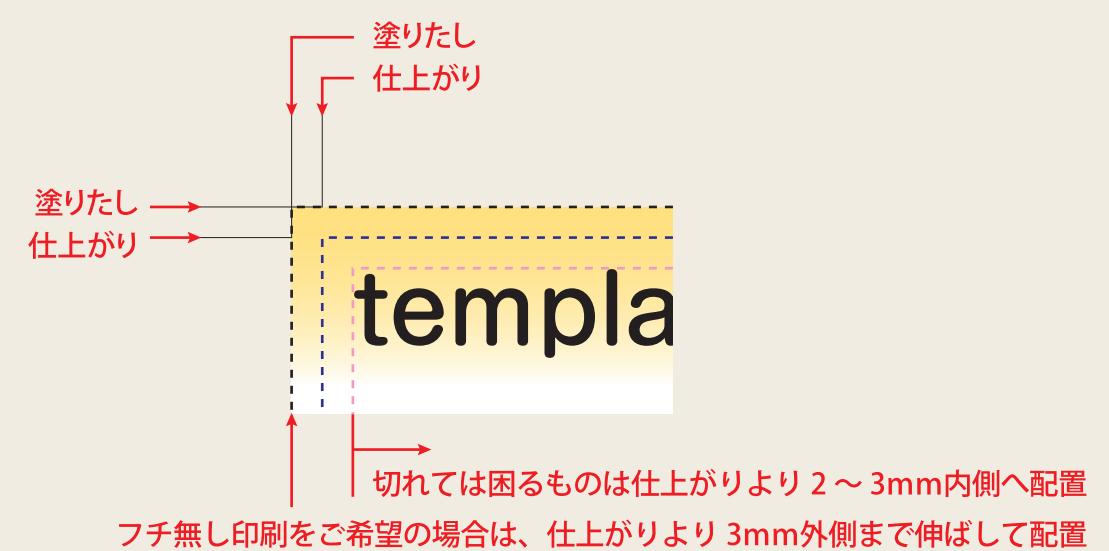 塗りたし
仕上がり
塗りたし
仕上がり
templa
切れては困るものは仕上がりより 2 ～ 3mm内側へ配置
フチ無し印刷をご希望の場合は、仕上がりより 3mm外側まで伸ばして配置